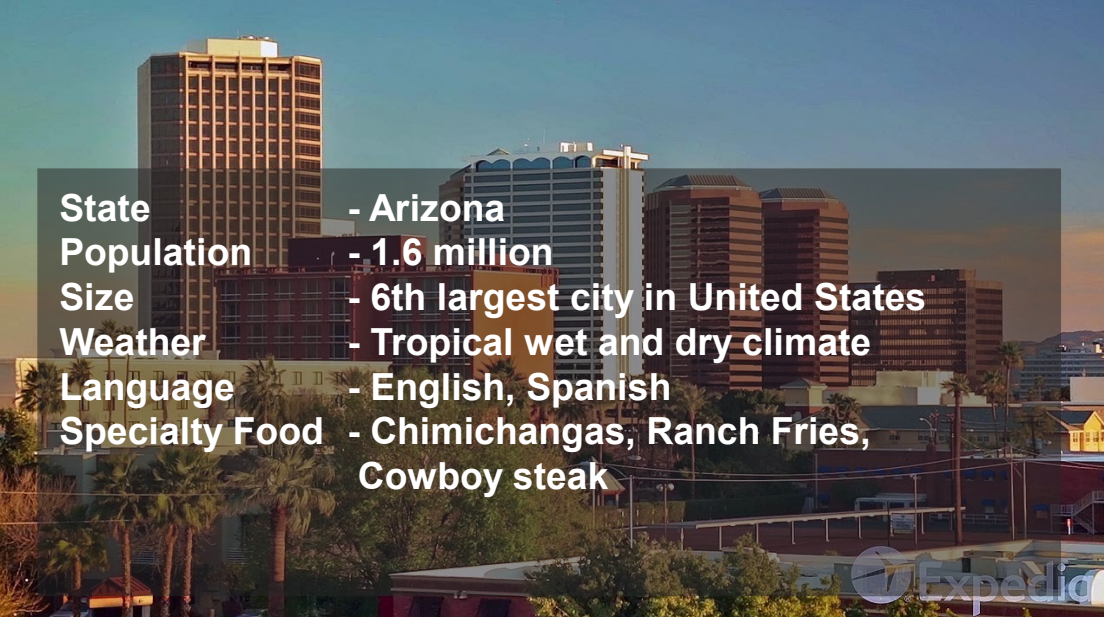 State - Arizona
Population - 1.6 million
Size - 6th largest city in United States
Weather - Tropical wet and dry climate
Language - English, Spanish
Specialty Food - Chimichangas, Ranch Fries,
Cowboy steak
Expedia